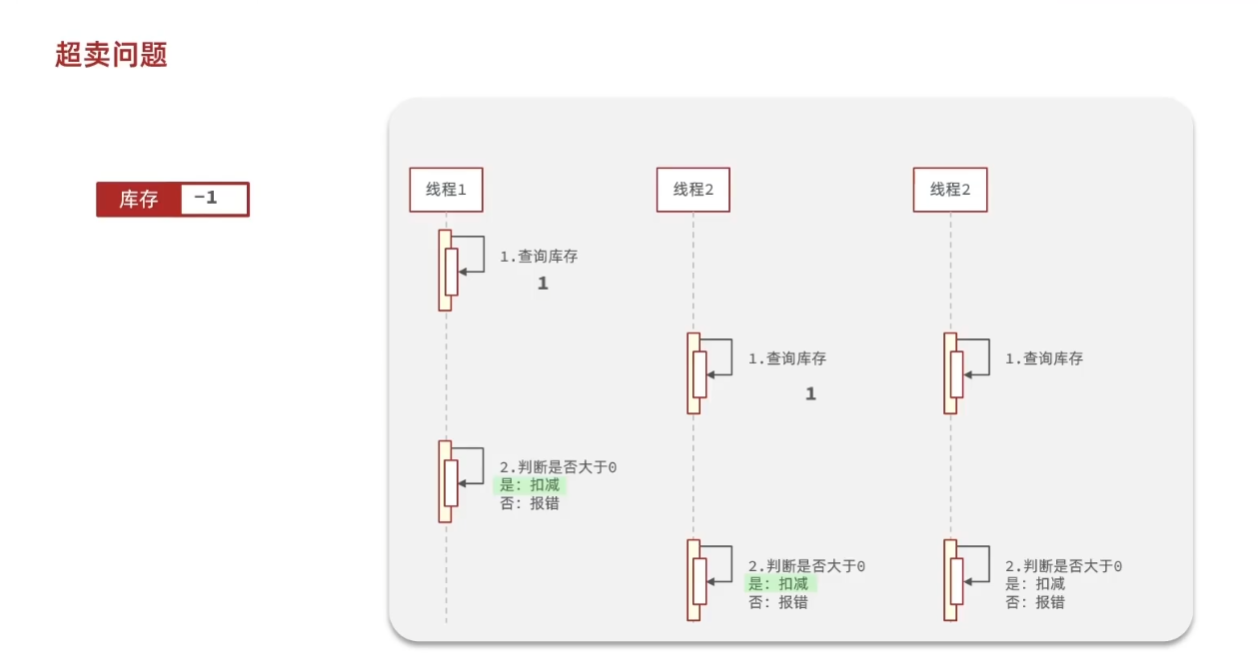 超卖问题
库存 -1
线程1
1.查询库存
1
2.判断是否大于0
是：扣减
否：报错
线程2
1.查询库存
1
2.判断是否大于0
是：扣减
否：报错
线程2
1.查询库存
2.判断是否大于0
是：扣减
否：报错